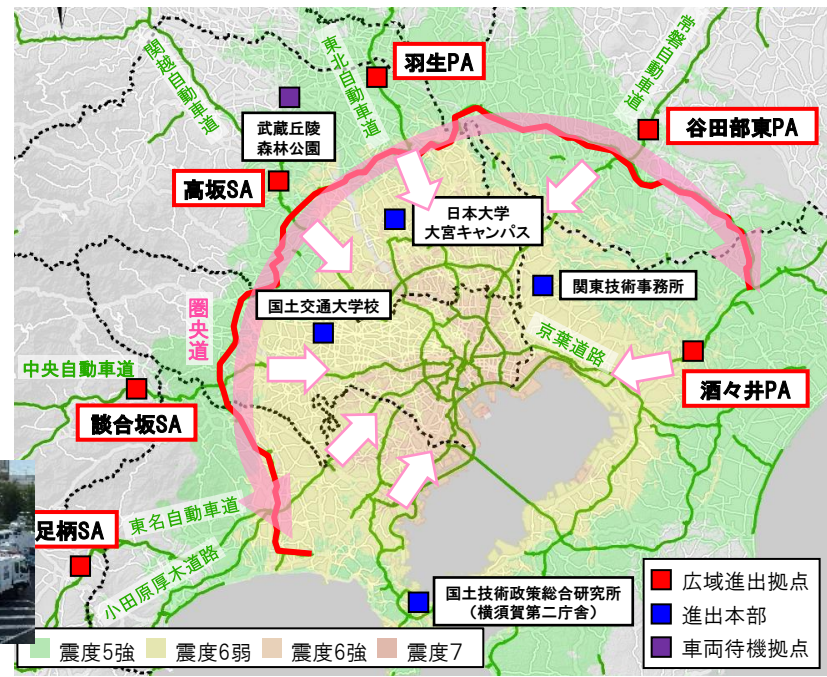 関越自動車道
東北自動車道
羽生PA
常磐自動車道
武蔵丘陵
森林公園
谷田部東PA
高坂SA
日本大学
大宮キャンパス
圏央道
国土交通大学校
関東技術事務所
京葉道路
中央自動車道
酒々井PA
談合坂SA
足柄SA
東名自動車道
小田原厚木道路
国土技術政策総合研究所
（横須賀第二庁舎）
広域進出拠点
進出本部
車両待機拠点
震度5強
震度6弱
震度6強
震度7